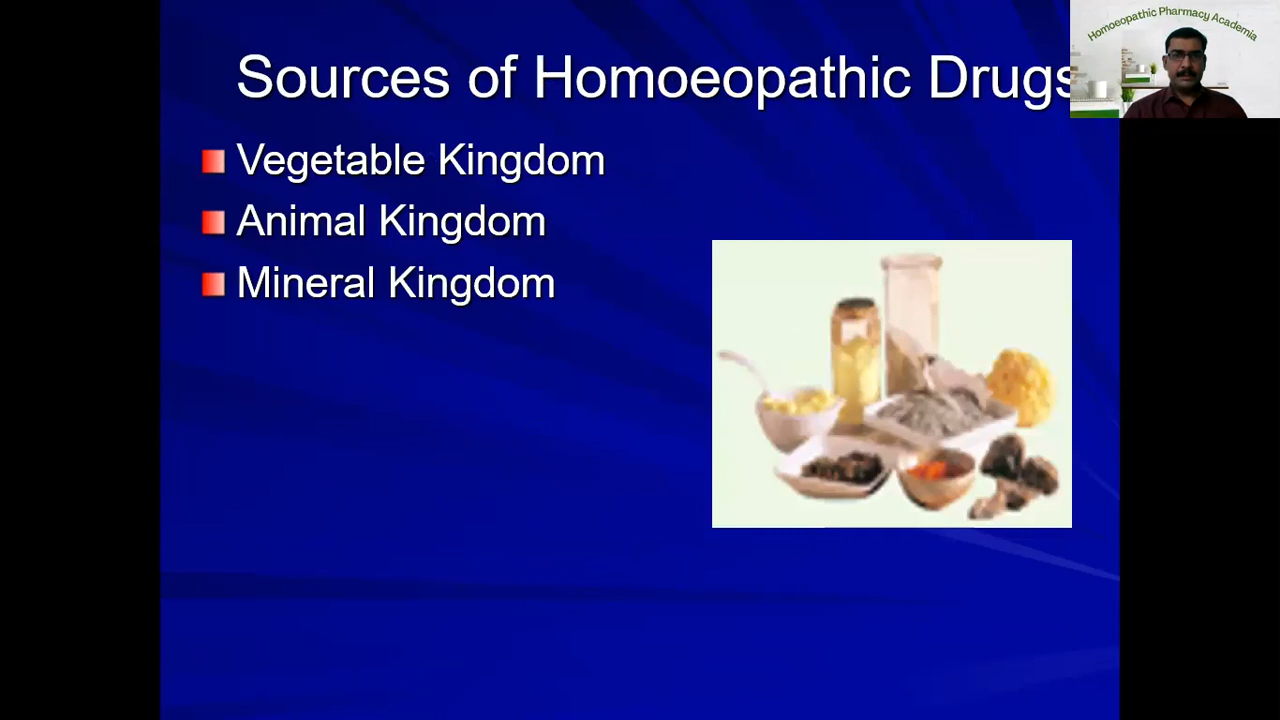 Sources of Homoeopathic Drugs
Homoeopathic Pharmacy Academia
Vegetable Kingdom
Animal Kingdom
Mineral Kingdom